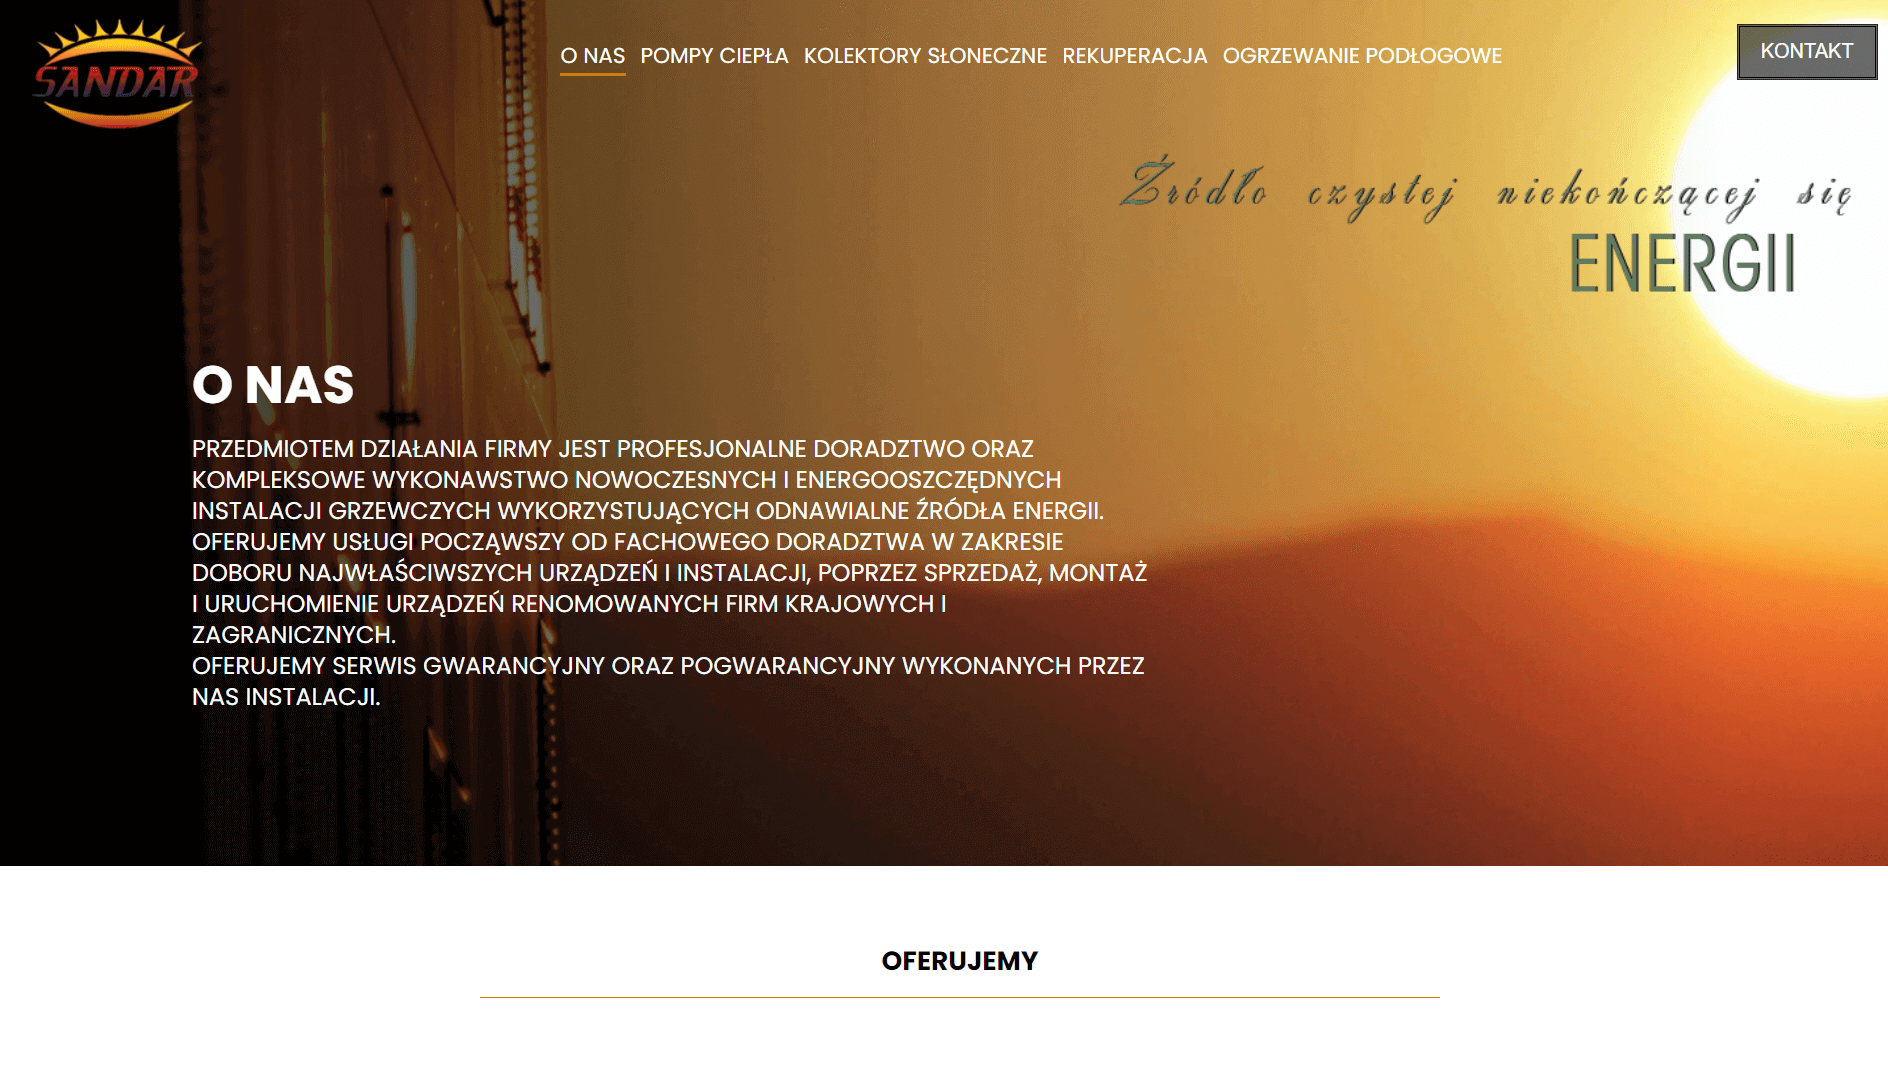 SANDAR
O NAS POMPY CIEPŁA KOLEKTORY SŁONECZNE REKUPERACJA OGRZEWANIE PODŁOGOWE
KONTAKT
Źródło czystej niekończącej się
ENERGII
O NAS
PRZEDMIOTEM DZIAŁANIA FIRMY JEST PROFESJONALNE DORADZTWO ORAZ
KOMPLEKSOWE WYKONAWSTWO NOWOCZESNYCH I ENERGOOSZCZĘDNYCH
INSTALACJI GRZEWCZYCH WYKORZYSTUJĄCYCH ODNAWIALNE ŹRÓDŁA ENERGII.
OFERUJEMY USŁUGI POCZĄWSZY OD FACHOWEGO DORADZTWA W ZAKRESIE
DOBORU NAJWŁAŚCIWSZYCH URZĄDZEŃ I INSTALACJI, POPRZEZ SPRZEDAŻ, MONTAŻ
I URUCHOMIENIE URZĄDZEŃ RENOMOWANYCH FIRM KRAJOWYCH I
ZAGRANICZNYCH.
OFERUJEMY SERWIS GWARANCYJNY ORAZ POGWARANCYJNY WYKONANYCH PRZEZ
NAS INSTALACJI.
OFERUJEMY